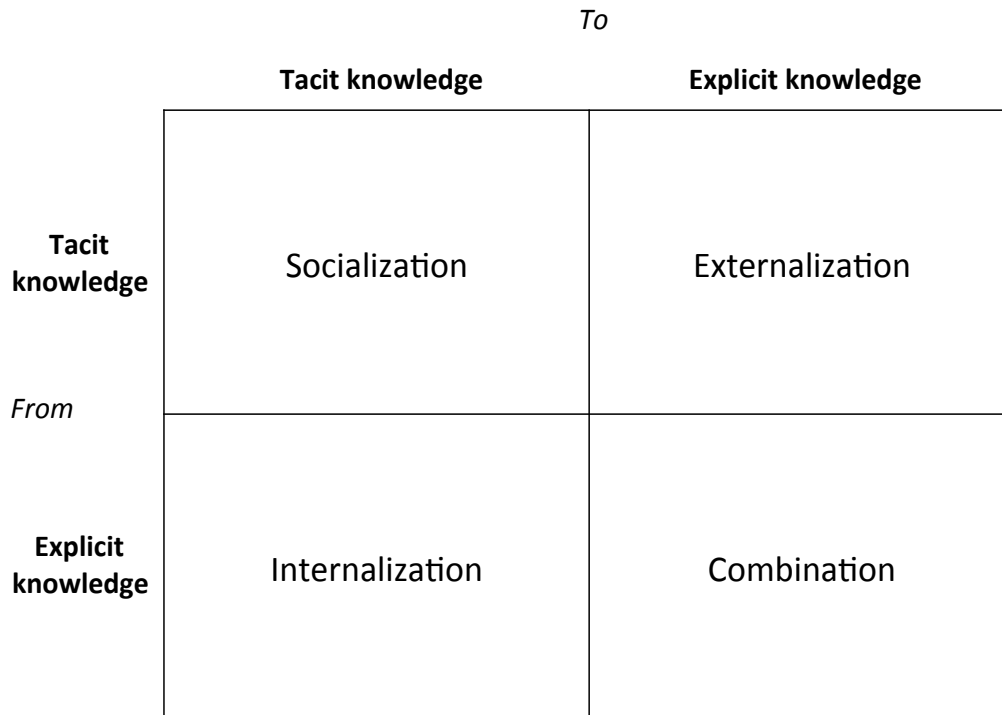 To
Tacit knowledge
Explicit knowledge
Tacit
knowledge
Socialization
Externalization
From
Explicit
knowledge
Internalization
Combination